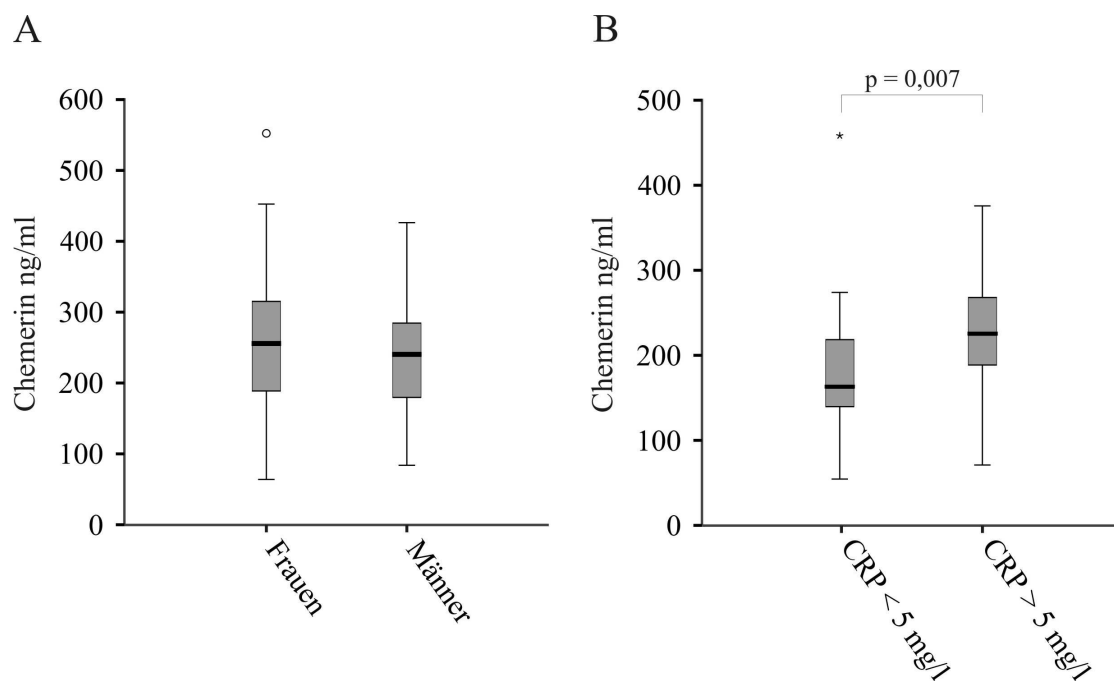 A
Chemerin ng/ml
600
500
400
300
200
100
0
Frauen
Männer
B
p = 0,007
Chemerin ng/ml
500
400
300
200
100
0
*
CRP < 5 mg/l
CRP > 5 mg/l